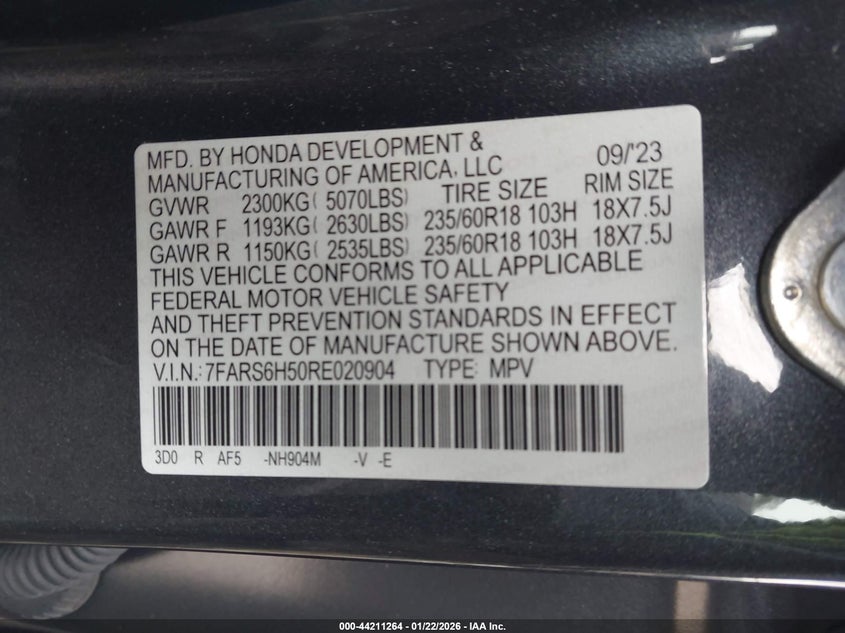 MFD. BY HONDA DEVELOPMENT & 09/'23
MANUFACTURING OF AMERICA, LLC
TIRE SIZE RIM SIZE
GVWR 2300KG( 5070LBS)
GAWR F 1193KG( 2630LBS) 235/60R18 103H 18X7.5J
GAWR R 1150KG( 2535LBS) 235/60R18 103H 18X7.5J
THIS VEHICLE CONFORMS TO ALL APPLICABLE
FEDERAL MOTOR VEHICLE SAFETY
AND THEFT PREVENTION STANDARDS IN EFFECT
ON THE DATE OF MANUFACTURE SHOWN ABOVE.
V.I.N.:7FARS6H50RE020904 TYPE: MPV
3D0 R AF5 -NH904M -V -E
000-44211264 - 01/22/2026 - IAA Inc.